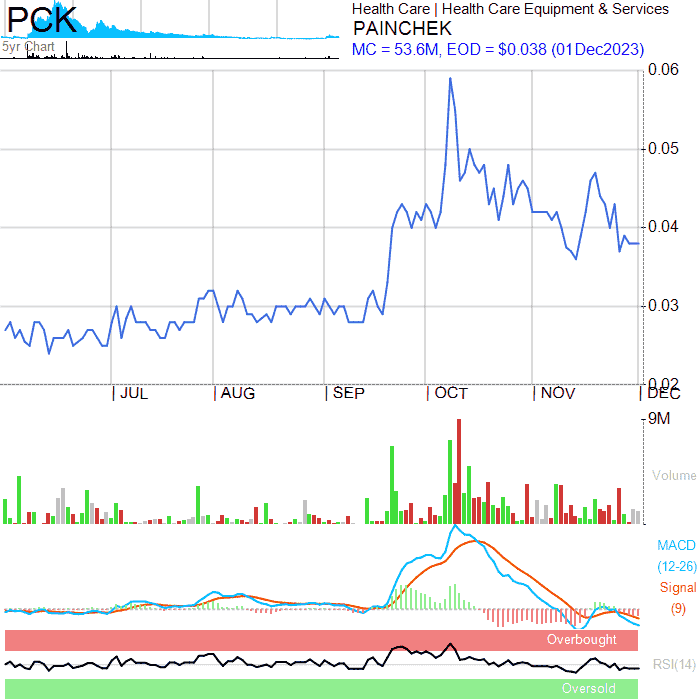 PCK
5yr Chart
Health Care | Health Care Equipment & Services
PAINCHEK
MC = 53.6M, EOD = $0.038 (01Dec2023)
0.06
0.05
0.04
0.03
0.02
JUL
AUG
SEP
OCT
NOV
DEC
9M
Volume
MACD
(12-26)
Signal
(9)
Overbought
RSI(14)
Oversold